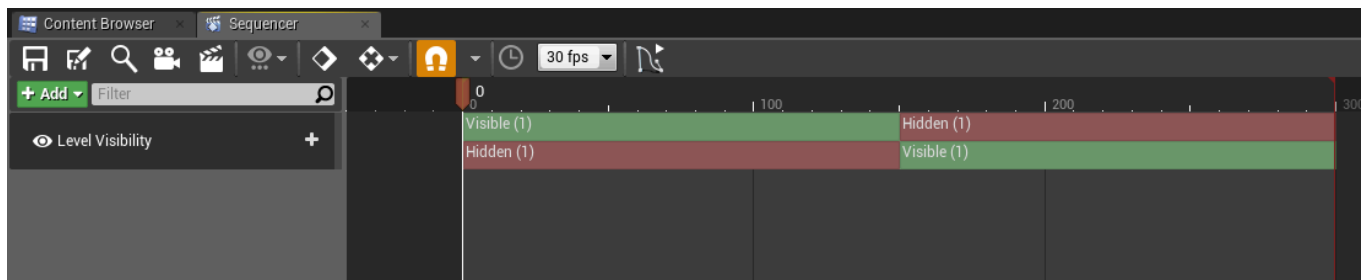 Content Browser
Sequencer
30 fps
Add
Filter
0
0
100
200
300
Level Visibility
Visible (1)
Hidden (1)
Hidden (1)
Visible (1)